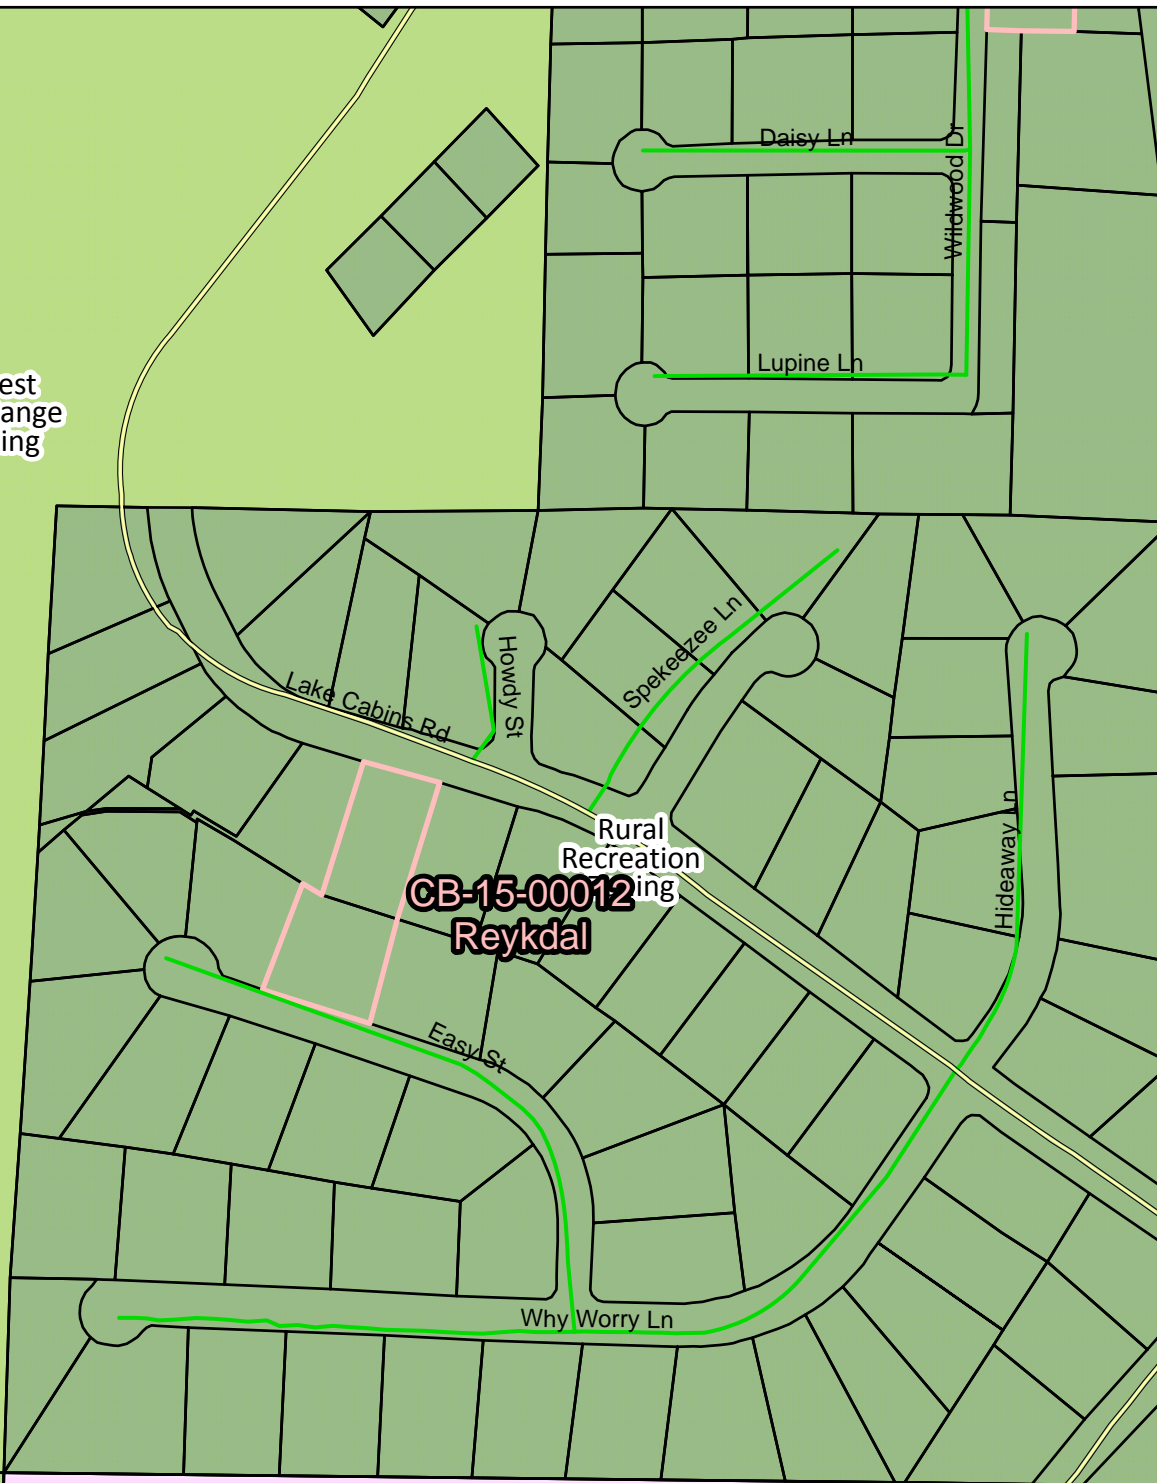 Daisy Ln
Wildwood Dr
Lupine Ln
est
ange
ing
Howdy St
Spekeezee Ln
Lake Cabins Rd
Hideaway Ln
Rural
Recreation
ing
CB-15-00012
Reykdal
Easy St
Why Worry Ln